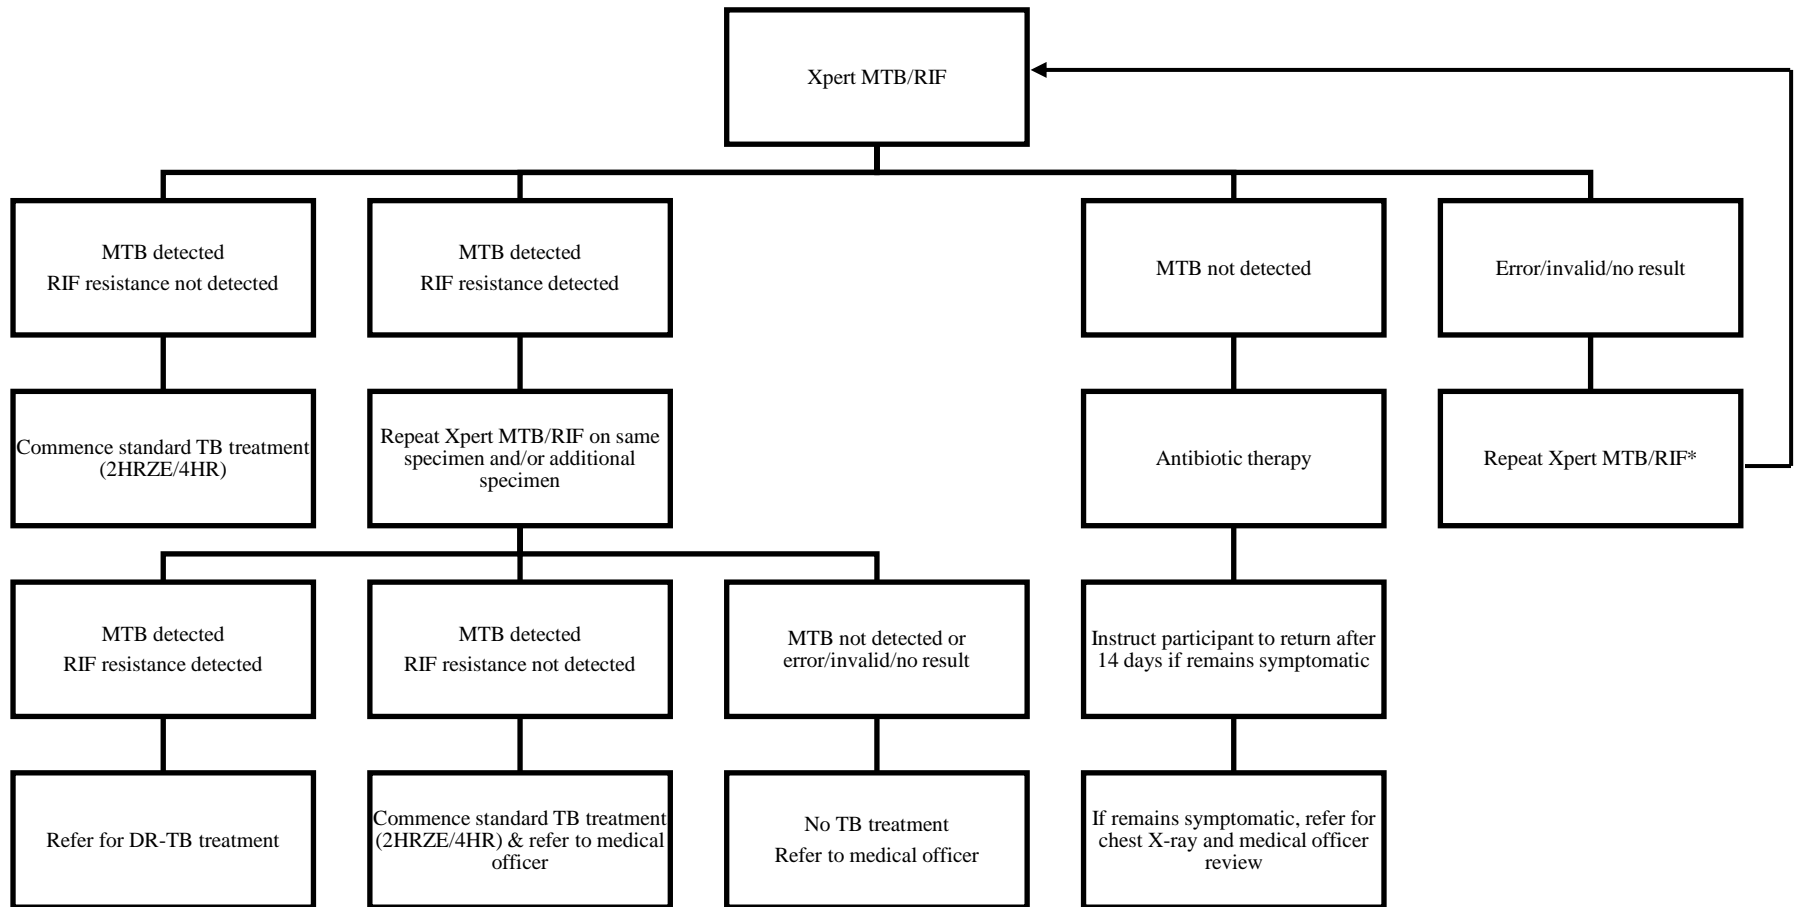 Xpert MTB/RIF
MTB detected
RIF resistance not detected
MTB detected
RIF resistance detected
MTB not detected
Error/invalid/no result
Commence standard TB treatment
(2HRZE/4HR)
Repeat Xpert MTB/RIF on same
specimen and/or additional
specimen
Antibiotic therapy
Repeat Xpert MTB/RIF*
MTB detected
RIF resistance detected
MTB detected
RIF resistance not detected
MTB not detected or
error/invalid/no result
Instruct participant to return after
14 days if remains symptomatic
Refer for DR-TB treatment
Commence standard TB treatment
(2HRZE/4HR) & refer to medical
officer
No TB treatment
Refer to medical officer
If remains symptomatic, refer for
chest X-ray and medical officer
review